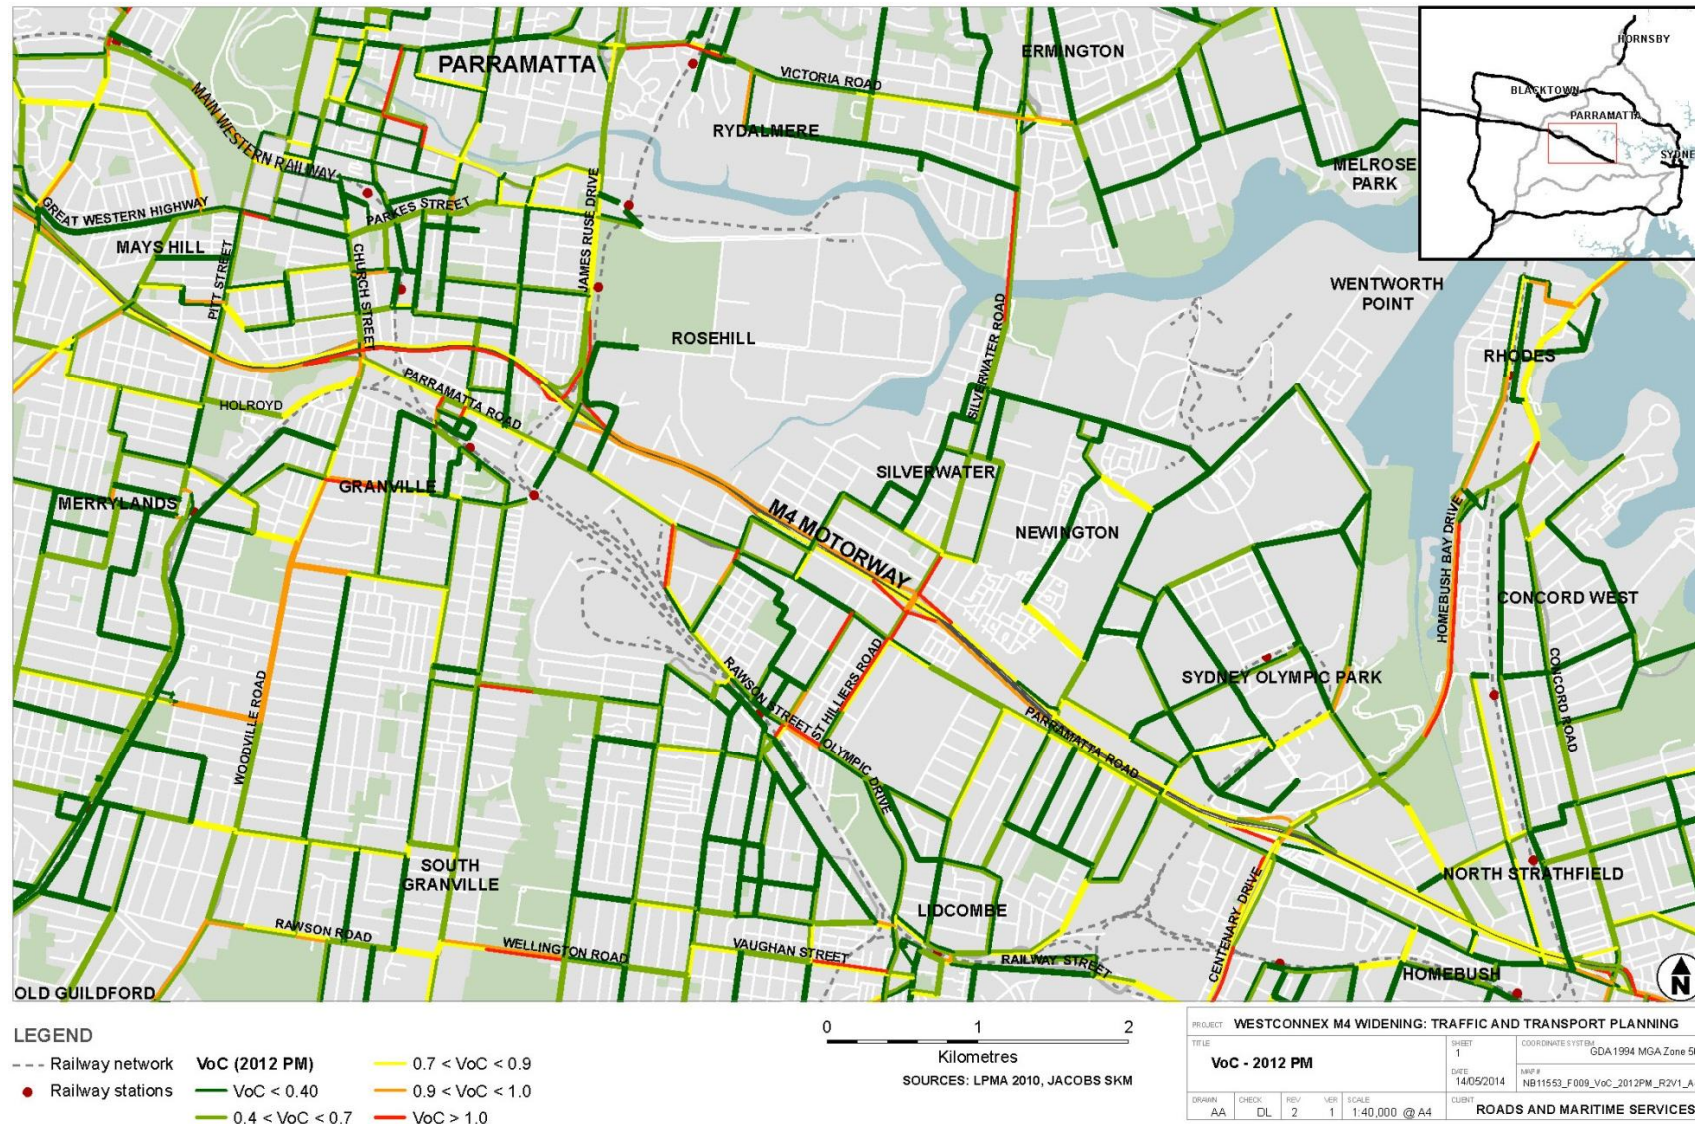 PARRAMATTA
ERMINGTON
VICTORIA ROAD
RYDALMERE
MELROSE
PARK
MAIN WESTERN RAILWAY
GREAT WESTERN HIGHWAY
PARKES STREET
MAYS HILL
PITT STREET
CHURCH STREET
JAMES RUSE DRIVE
WENTWORTH
POINT
ROSEHILL
SILVERWATER ROAD
RHODES
PARRAMATTA ROAD
HOLROYD
GRANVILLE
MERRYLANDS
SILVERWATER
M4 MOTORWAY
NEWINGTON
HOMEBUSH BAY DRIVE
CONCORD WEST
CONCORD ROAD
SYDNEY OLYMPIC PARK
WOODVILLE ROAD
RAWSON STREET
ST HILLIERS ROAD
OLYMPIC DRIVE
PARRAMATTA ROAD
SOUTH
GRANVILLE
NORTH STRATHFIELD
CENTENARY DRIVE
LIDCOMBE
RAWSON ROAD
WELLINGTON ROAD
VAUGHAN STREET
RAILWAY STREET
HOMEBUSH
OLD GUILDFORD
N
HORNSBY
BLACKTOWN
PARRAMATTA
SYDNE
LEGEND
Railway network
Railway stations
VoC (2012 PM)
VoC < 0.40
0.4 < VoC < 0.7
0.7 < VoC < 0.9
0.9 < VoC < 1.0
VoC > 1.0
0 1 2
Kilometres
SOURCES: LPMA 2010, JACOBS SKM
PROJECT WESTCONNEX M4 WIDENING: TRAFFIC AND TRANSPORT PLANNING
TITLE
VoC - 2012 PM
SHEET
1
COORDINATE SYSTEM
GDA 1994 MGA Zone 5
DATE
14/05/2014
MAP #
NB11553_F009_VoC_2012PM_R2V1_A
DRAWN
AA
CHECK
DL
REV
2
VER
1
SCALE
1:40,000 @ A4
CLIENT
ROADS AND MARITIME SERVICES